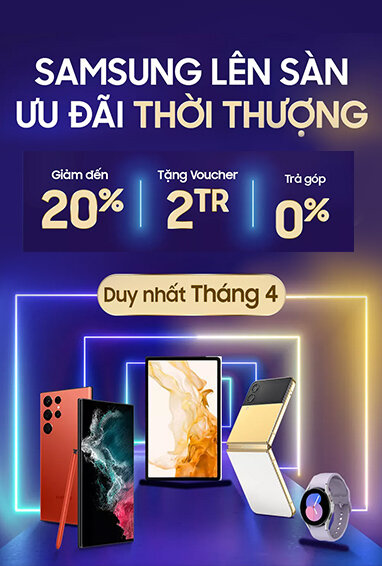 SAMSUNG LÊN SÀN
ƯU ĐÃI THỜI THƯỢNG
Giảm đến
20%
Tặng Voucher
2TR
Trả góp
0%
Duy nhất Tháng 4